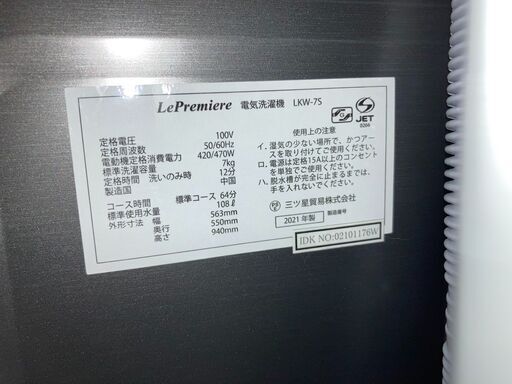 LePremiere 電気洗濯機 LKW-7S
定格電圧 100V
定格周波数 50/60Hz
電動機定格消費電力 420/470W
標準洗濯容量 7kg
定格時間 洗いのみ時 12分
製造国 中国
コース時間 標準コース 64分
標準使用水量 108ℓ
外形寸法 幅 563mm
奥行 550mm
高さ 940mm
JET
使用上の注意
イ. 湿気の少ない場所で、かつアー
スを取り付けてご使用ください。
ロ. 電源は定格15A以上のコンセント
を単独でご使用ください。
ハ. 脱水槽が完全に止まるまでは、
手を入れないでください。
三ツ星貿易株式会社
2021年製 製造番号
IDK NO:02101176W